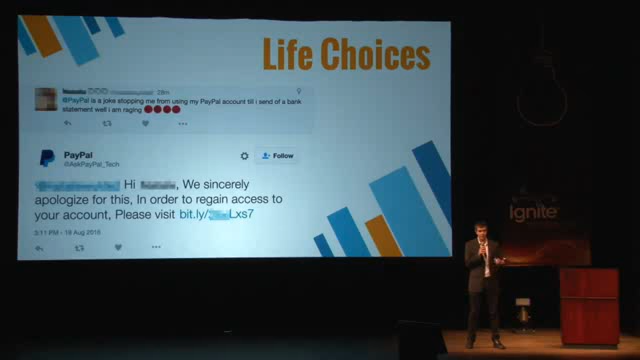 Life Choices
28m
@PayPal is a joke stopping me from using my PayPal account till i send of a bank
statement well i am raging
PayPal
@AskPayPal_Tech
Follow
Hi, We sincerely
apologize for this, In order to regain access to
your account, Please visit bit.ly/ Lxs7
3:11 PM - 18 Aug 2016
Ignite